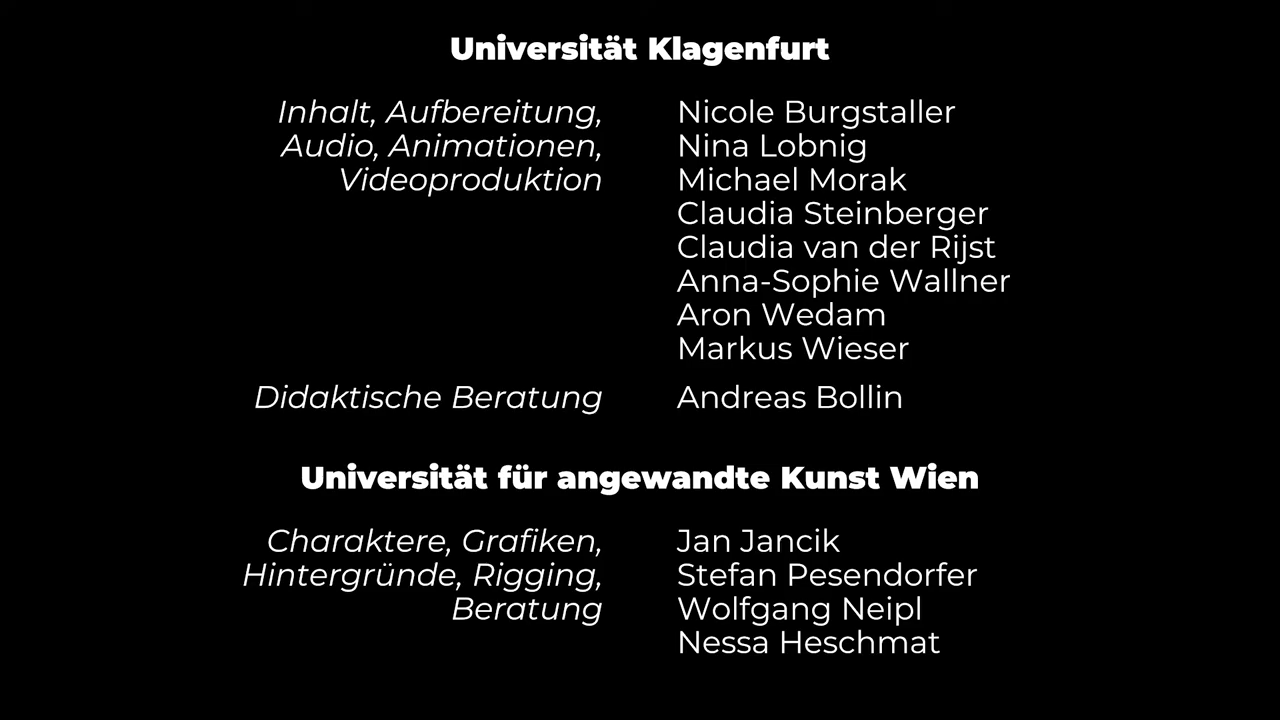 Universität Klagenfurt
Inhalt, Aufbereitung, Nicole Burgstaller
Audio, Animationen, Nina Lobnig
Videoproduktion Michael Morak
Claudia Steinberger
Claudia van der Rijst
Anna-Sophie Wallner
Aron Wedam
Markus Wieser
Didaktische Beratung Andreas Bollin
Universität für angewandte Kunst Wien
Charaktere, Grafiken, Jan Jancik
Hintergründe, Rigging, Stefan Pesendorfer
Beratung Wolfgang Neipl
Nessa Heschmat